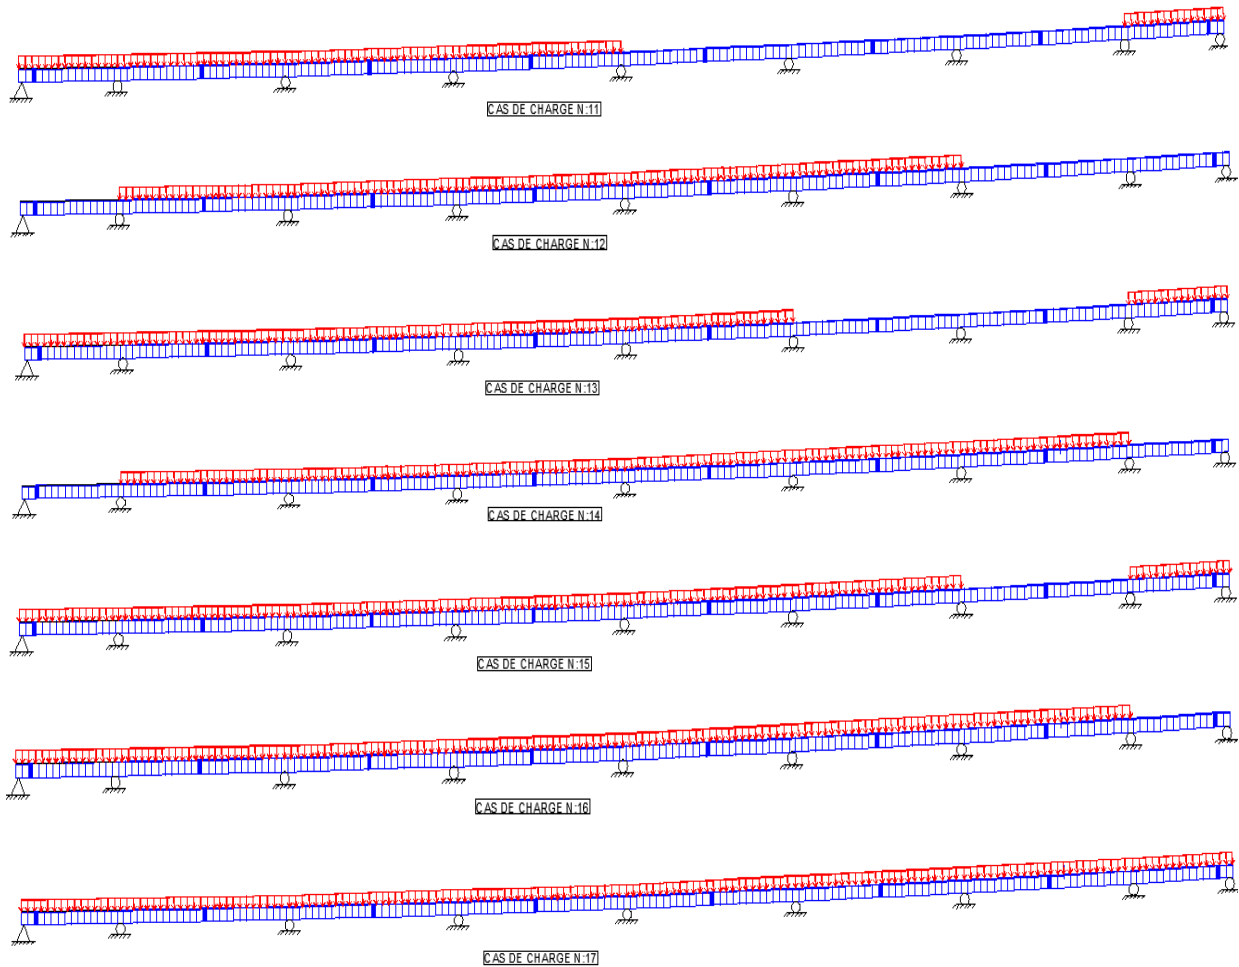 CAS DE CHARGE N:11
CAS DE CHARGE N:12
CAS DE CHARGE N:13
CAS DE CHARGE N:14
CAS DE CHARGE N:15
CAS DE CHARGE N:16
CAS DE CHARGE N:17